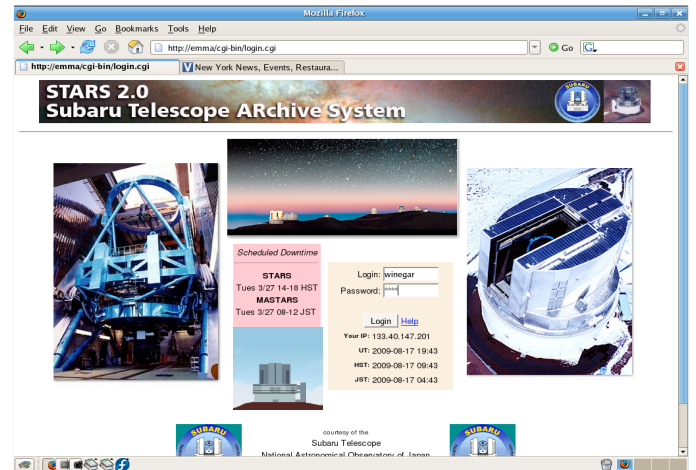 Mozilla Firefox
File Edit View Go Bookmarks Tools Help
http://emma/cgi-bin/login.cgi
Go
G
http://emma/cgi-bin/login.cgi
New York News, Events, Restaura...
STARS 2.0
Subaru Telescope ARchive System
SUBARU
Scheduled Downtime
STARS
Tues 3/27 14-18 HST
MASTARS
Tues 3/27 08-12 JST
Login: winegar
Password: ****
Login Help
Your IP: 133.40.147.201
UT: 2009-08-17 19:43
HST: 2009-08-17 09:43
JST: 2009-08-17 04:43
SUBARU
courtesy of the
Subaru Telescope
National Astronomical Observatory of Japan
SUBARU